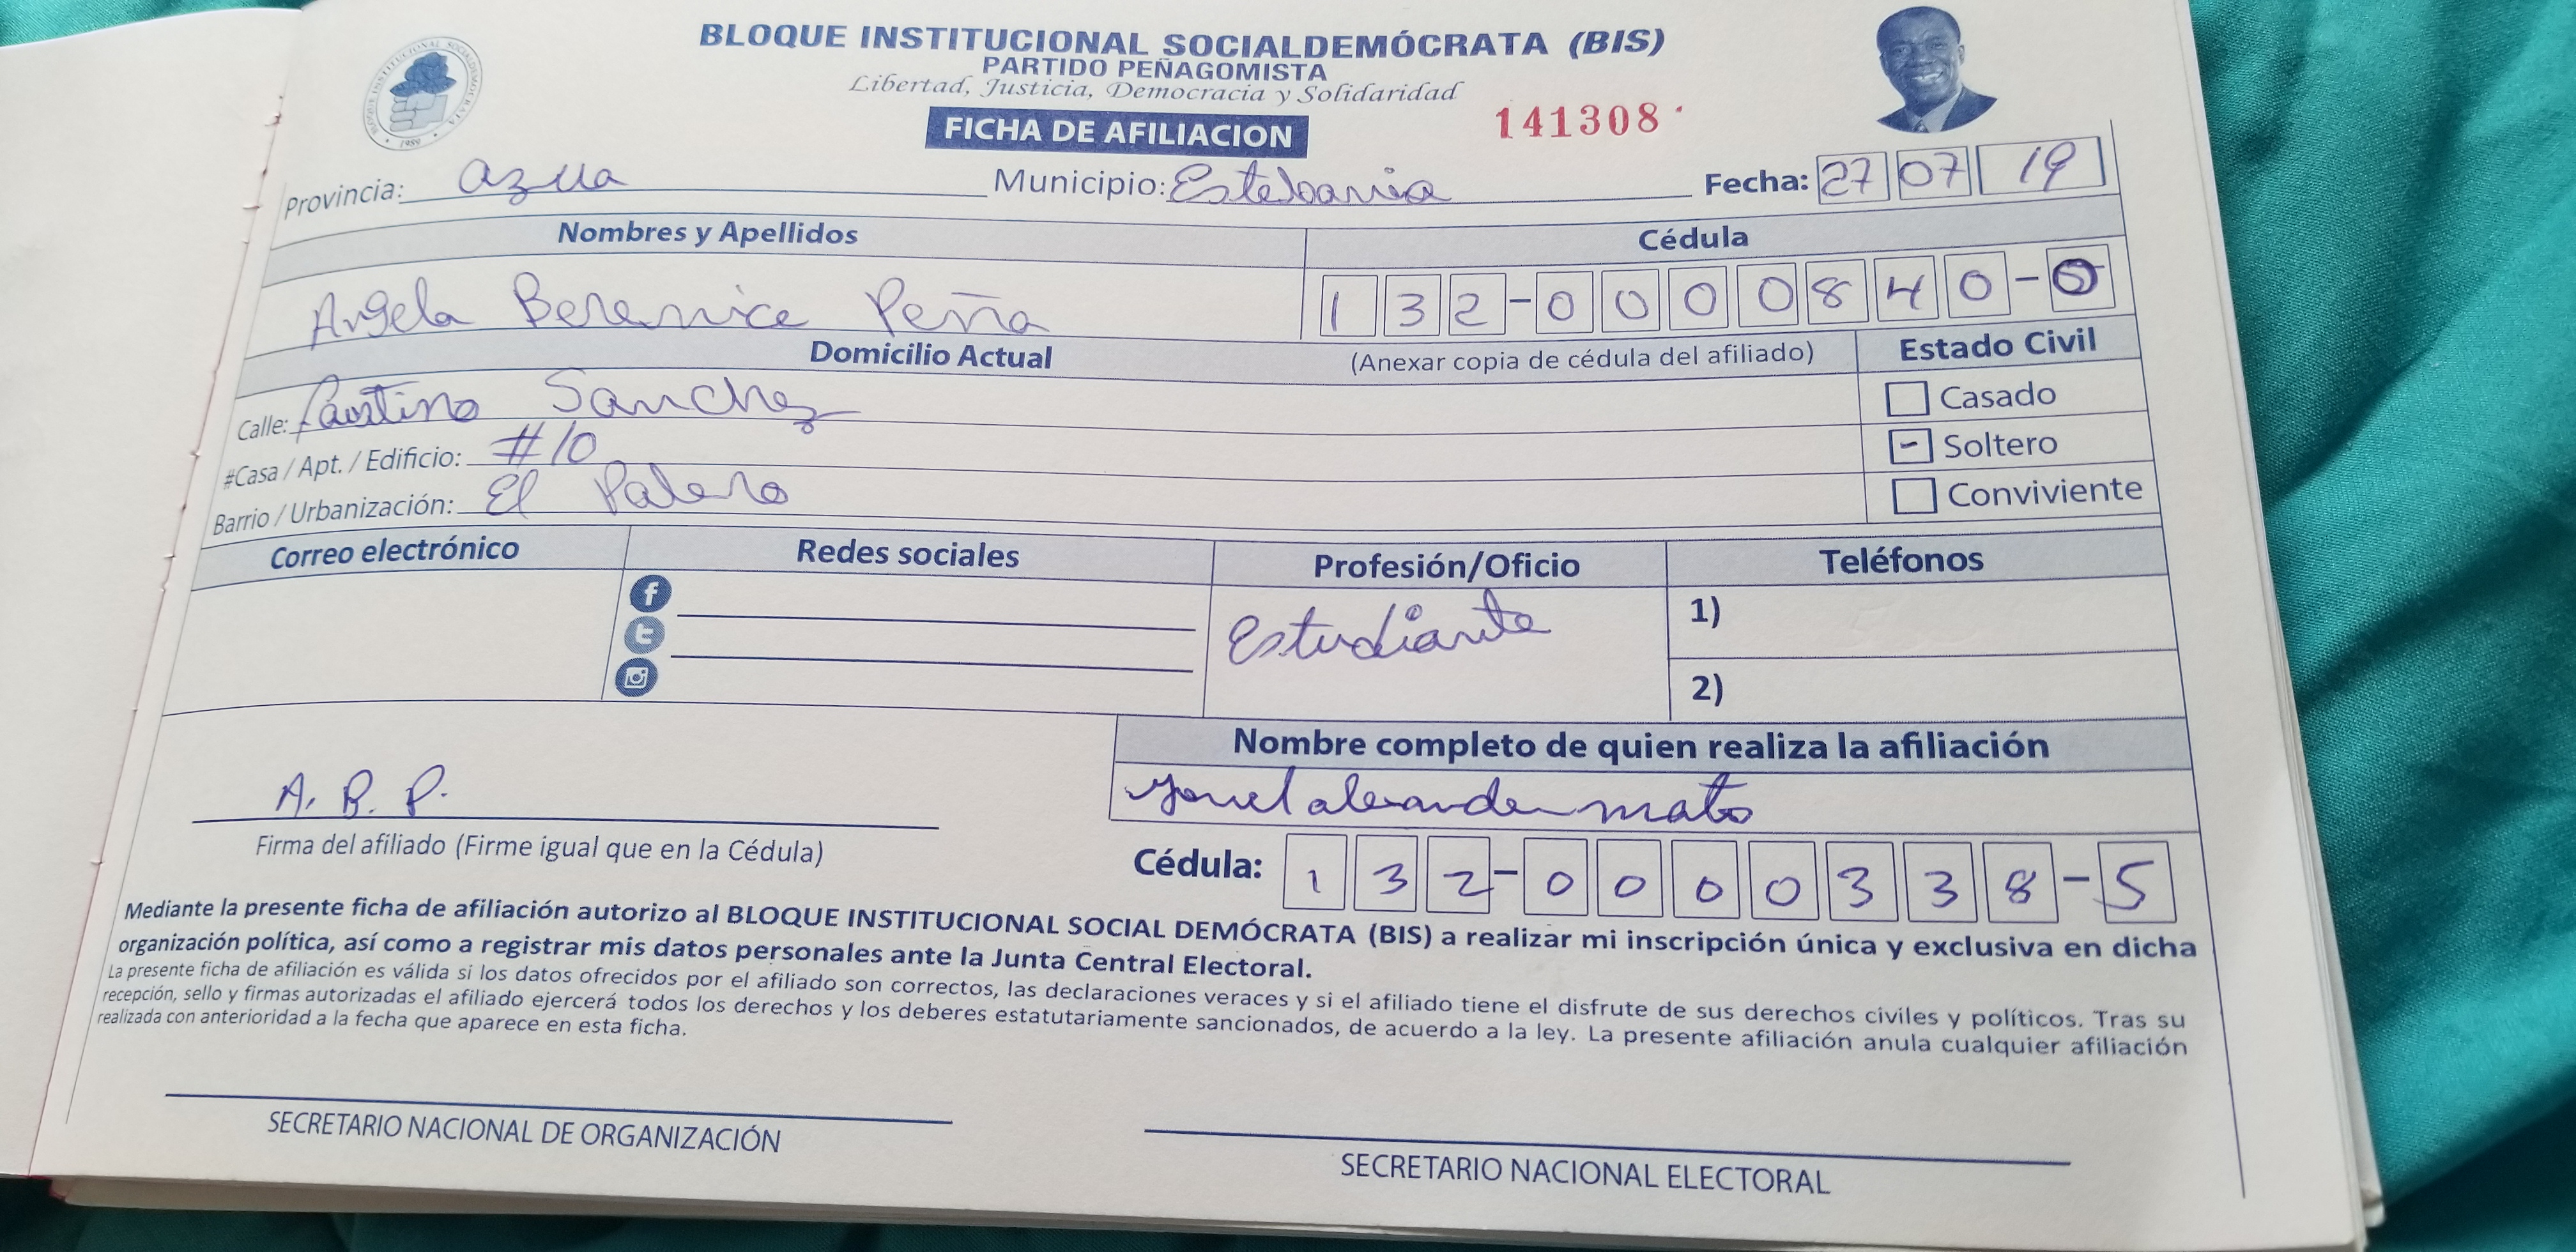 BLOQUE INSTITUCIONAL SOCIALDEMÓCRATA (BIS)
PARTIDO PEÑAGOMISTA
Libertad, Justicia, Democracia y Solidaridad
FICHA DE AFILIACION
141308
BLOQUE INSTITUCIONAL SOCIALDEMOCRATA
1989
Provincia: Azua Municipio: Estebania Fecha: 27 07 19
Nombres y Apellidos Cédula
Angela Berenice Peña 132-0000840-
Domicilio Actual (Anexar copia de cédula del afiliado) Estado Civil
Calle: Faustino Sanchez Casado
#Casa / Apt. / Edificio: #10 - Soltero
Barrio / Urbanización: El Conviviente
Correo electrónico Redes sociales Profesión/Oficio Teléfonos
Estudiante
1)
2)
Nombre completo de quien realiza la afiliación
alexander mato
A. B. P.
Firma del afiliado (Firme igual que en la Cédula)
Cédula: 132-0000338-5
Mediante la presente ficha de afiliación autorizo al BLOQUE INSTITUCIONAL SOCIAL DEMÓCRATA (BIS) a realizar mi inscripción única y exclusiva en dicha
organización política, así como a registrar mis datos personales ante la Junta Central Electoral.
La presente ficha de afiliación es válida si los datos ofrecidos por el afiliado son correctos, las declaraciones veraces y si el afiliado tiene el disfrute de sus derechos civiles y políticos. Tras su
recepción, sello y firmas autorizadas el afiliado ejercerá todos los derechos y los deberes estatutariamente sancionados, de acuerdo a la ley. La presente afiliación anula cualquier afiliación
realizada con anterioridad a la fecha que aparece en esta ficha.
SECRETARIO NACIONAL DE ORGANIZACIÓN
SECRETARIO NACIONAL ELECTORAL